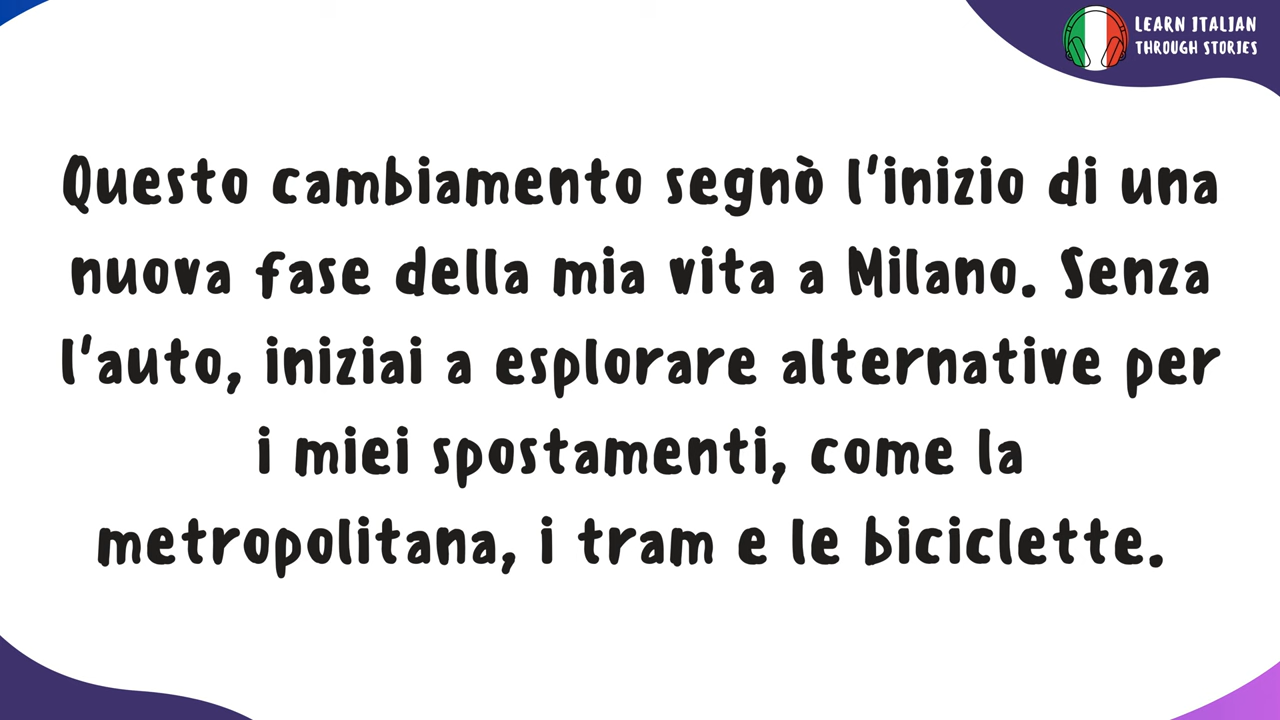 LEARN ITALIAN
THROUGH STORIES
Questo cambiamento segnò l'inizio di una
nuova fase della mia vita a Milano. Senza
l'auto, iniziai a esplorare alternative per
i miei spostamenti, come la
metropolitana, i tram e le biciclette.